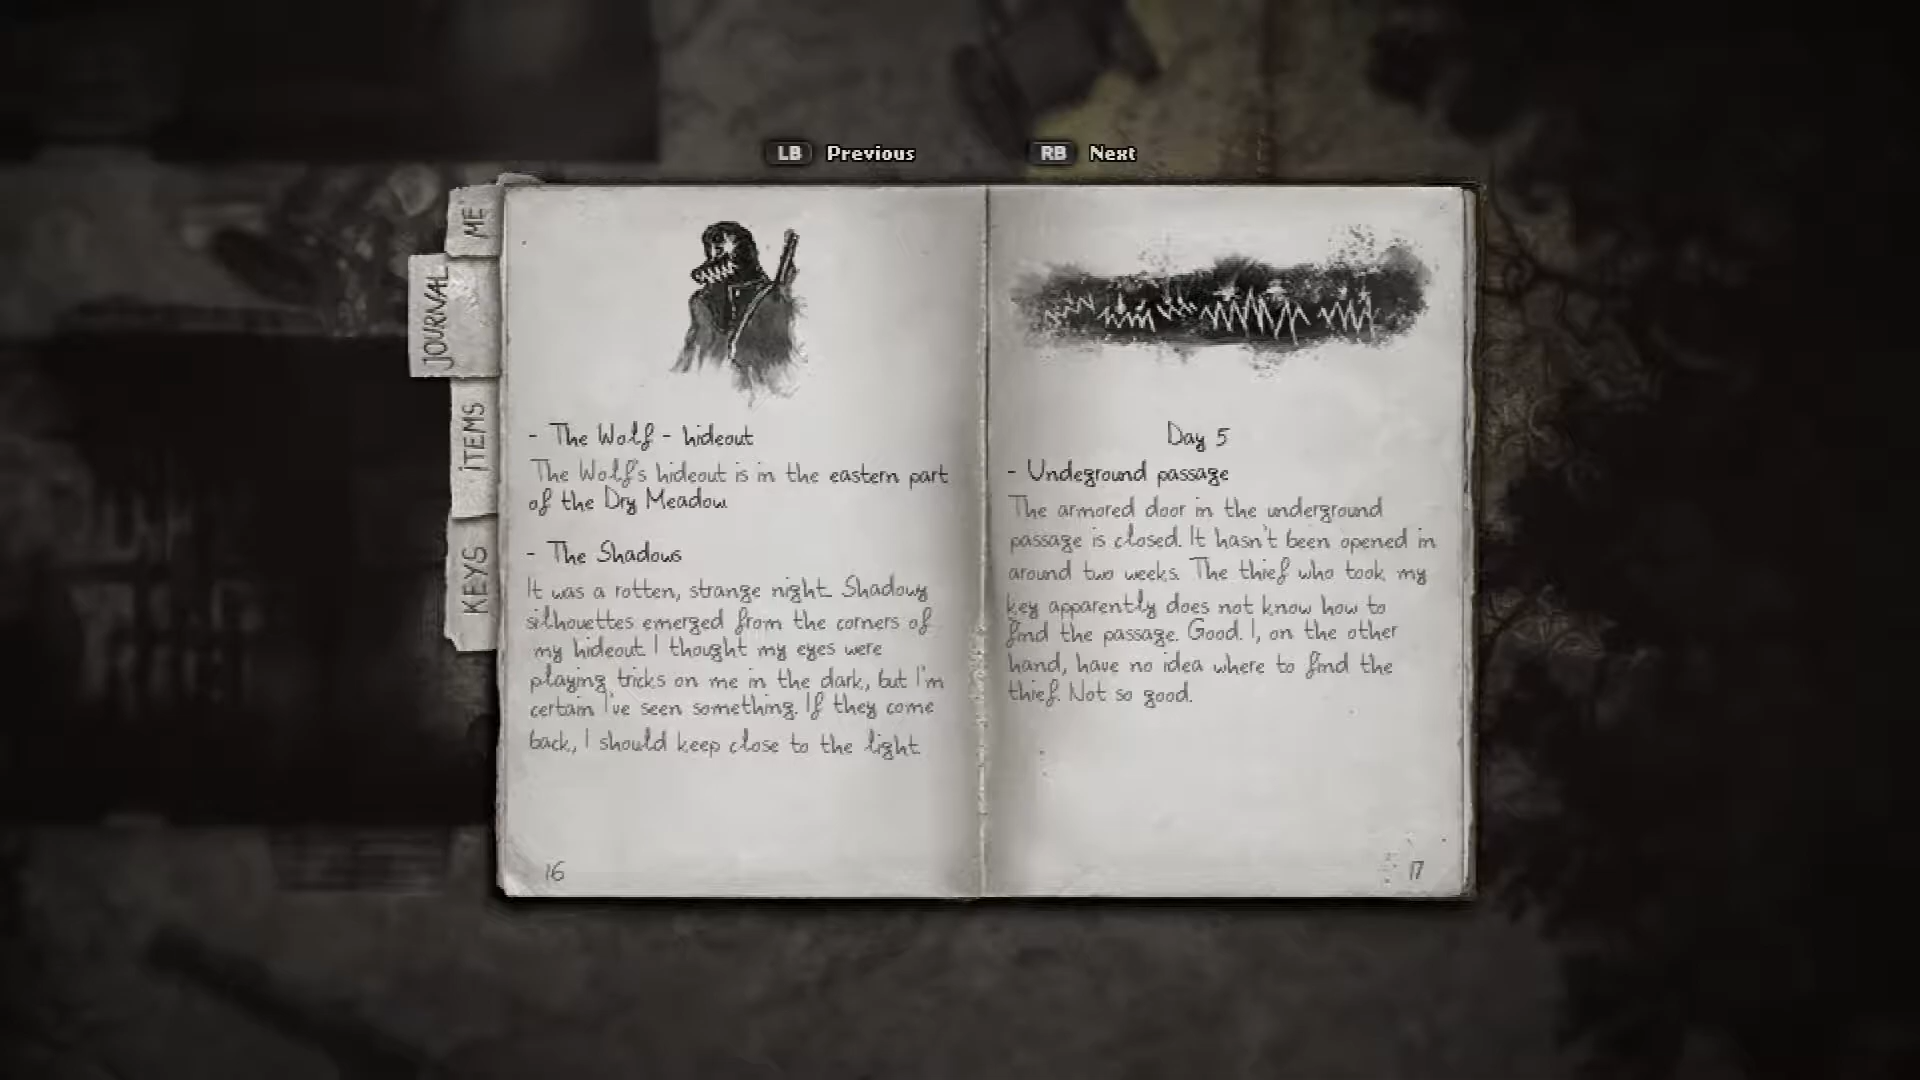 LB Previous
RB Next
ME
JOURNAL
ITEMS
KEYS
- The Wolf - hideout
The Wolf's hideout is in the eastern part
of the Dry Meadow
- The Shadows
It was a rotten, strange night. Shadowy
silhouettes emerged from the corners of
my hideout. I thought my eyes were
playing tricks on me in the dark, but I'm
certain I've seen something. If they come
back, I should keep close to the light.
16
Day 5
- Undeground passage
The armored door in the underground
passage is closed. It hasn't been opened in
around two weeks. The thief who took my
key apparently does not know how to
find the passage. Good. I, on the other
hand, have no idea where to find the
thief. Not so good.
17